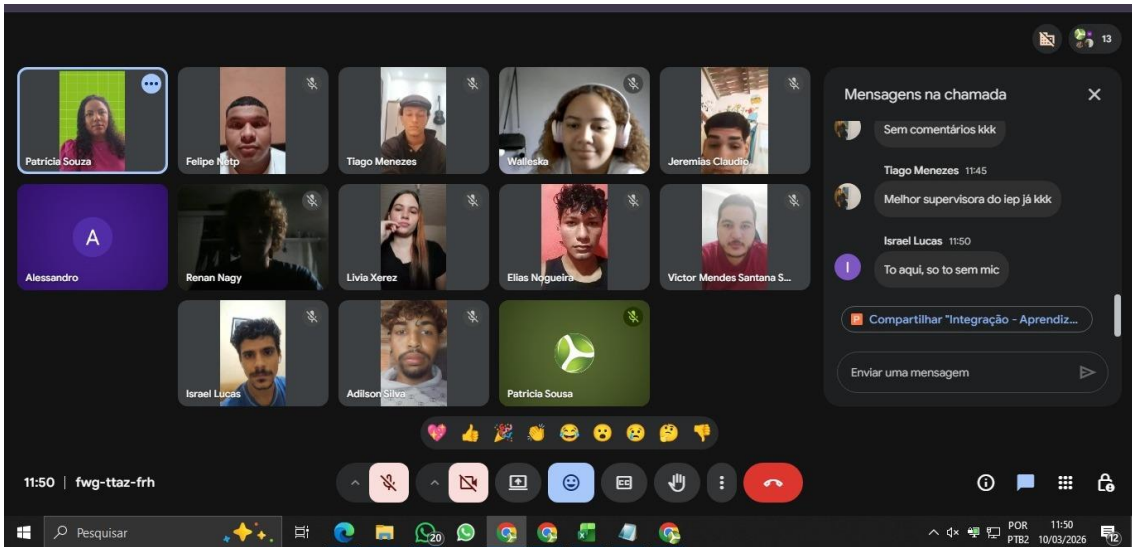 13
Patrícia Souza
Felipe Netp
Tiago Menezes
Walleska
Jeremias Claudio
A
Alessandro
Renan Nagy
Livia Xerez
Elias Nogueira
Victor Mendes Santana S...
Israel Lucas
Adilson Silva
Patricia Sousa
Mensagens na chamada
Sem comentários kkk
Tiago Menezes 11:45
Melhor supervisora do iep já kkk
Israel Lucas 11:50
I
To aqui, so to sem mic
P
Compartilhar "Integração - Aprendiz...
Enviar uma mensagem
11:50 | fwg-ttaz-frh
CC
Pesquisar
20
POR
PTB2
11:50
10/03/2026
12